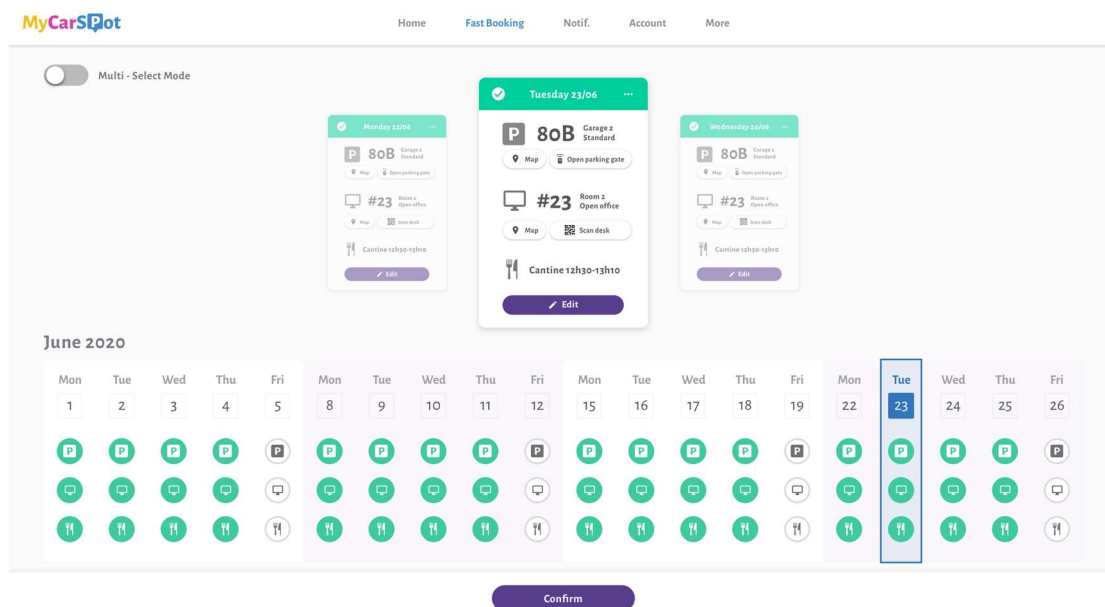 MyCarSPot
Home Fast Booking Notif. Account More
Multi - Select Mode
Monday 22/06 ...
P 80B Garage 2 Standard
Map Open parking gate
#23 Room 2 Open office
Map Scan desk
Cantine 12h30-13h10
Edit
Tuesday 23/06 ...
P 80B Garage 2 Standard
Map Open parking gate
#23 Room 2 Open office
Map Scan desk
Cantine 12h30-13h10
Edit
Wednesday 24/06 ...
P 80B Garage 2 Standard
Map Open parking gate
#23 Room 2 Open office
Map Scan desk
Cantine 12h30-13h10
Edit
June 2020
Mon Tue Wed Thu Fri Mon Tue Wed Thu Fri Mon Tue Wed Thu Fri Mon Tue Wed Thu Fri
1 2 3 4 5 8 9 10 11 12 15 16 17 18 19 22 23 24 25 26
P P P P P P P P P P P P P P P P P P P P
Confirm